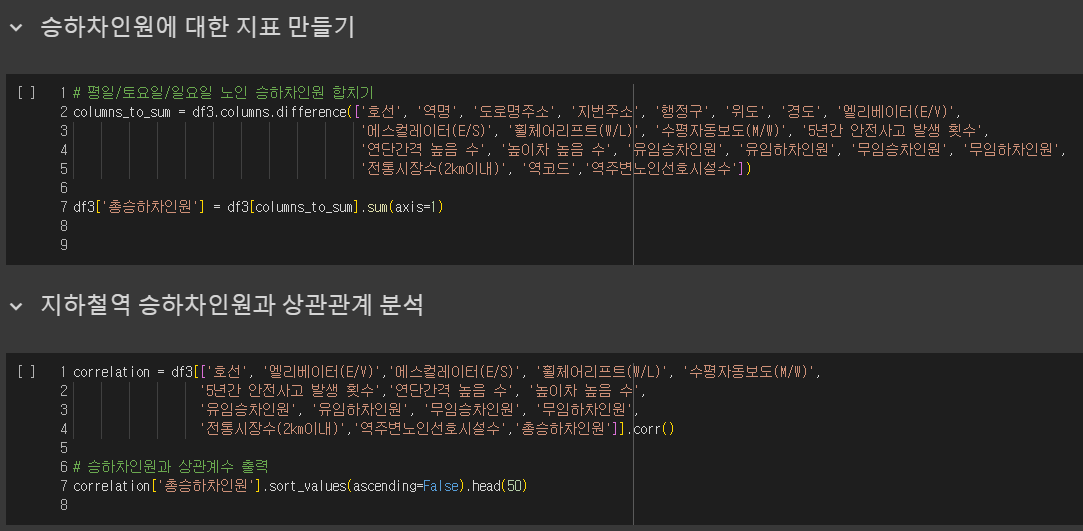 승하차인원에 대한 지표 만들기
[ ] 1 # 평일/토요일/일요일 노인 승하차인원 합치기
2 columns_to_sum = df3.columns.difference(['호선', '역명', '도로명주소', '지번주소', '행정구', '위도', '경도', '엘리베이터(E/V)',
3 '에스컬레이터(E/S)', '휠체어리프트(W/L)', '수평자동보도(M/W)', '5년간 안전사고 발생 횟수',
4 '연단간격 높음 수', '높이차 높음 수', '유임승차인원', '유임하차인원', '무임승차인원', '무임하차인원',
5 '전통시장수(2km이내)', '역코드','역주변노인선호시설수'])
6
7 df3['총승하차인원'] = df3[columns_to_sum].sum(axis=1)
8
9
지하철역 승하차인원과 상관관계 분석
[ ] 1 correlation = df3[['호선', '엘리베이터(E/V)','에스컬레이터(E/S)', '휠체어리프트(W/L)', '수평자동보도(M/W)',
2 '5년간 안전사고 발생 횟수','연단간격 높음 수', '높이차 높음 수',
3 '유임승차인원', '유임하차인원', '무임승차인원', '무임하차인원',
4 '전통시장수(2km이내)','역주변노인선호시설수','총승하차인원']].corr()
5
6 # 승하차인원과 상관계수 출력
7 correlation['총승하차인원'].sort_values(ascending=False).head(50)
8